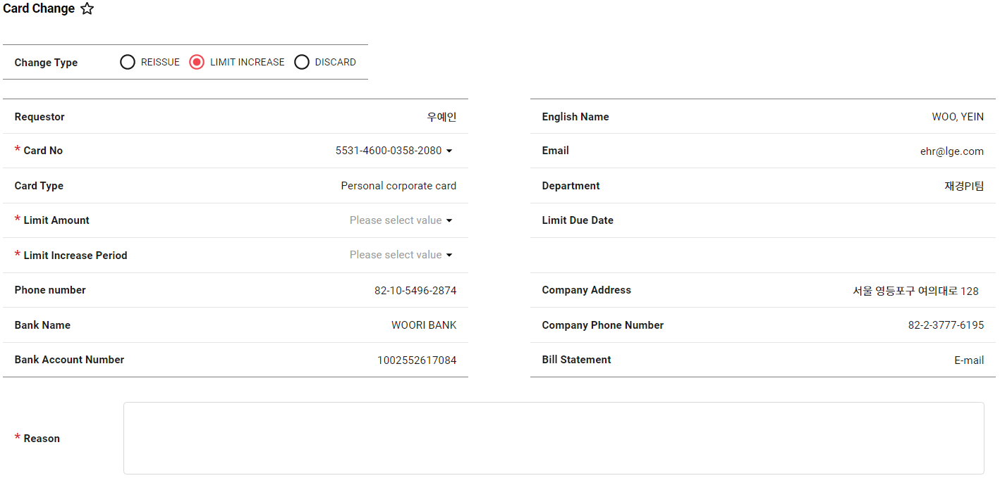 Card Change
Change Type REISSUE LIMIT INCREASE DISCARD
Requestor 우예인
* Card No 5531-4600-0358-2080
Card Type Personal corporate card
* Limit Amount Please select value
* Limit Increase Period Please select value
Phone number 82-10-5496-2874
Bank Name WOORI BANK
Bank Account Number 1002552617084
English Name WOO, YEIN
Email ehr@lge.com
Department 재경PI팀
Limit Due Date
Company Address 서울 영등포구 여의대로 128
Company Phone Number 82-2-3777-6195
Bill Statement E-mail
* Reason